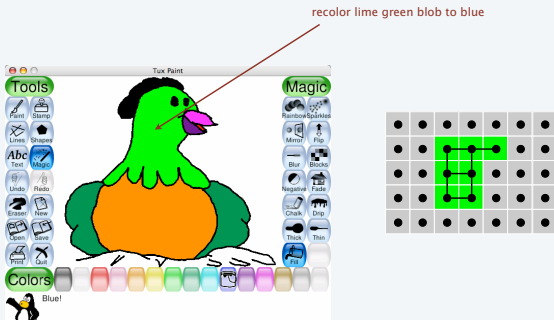 recolor lime green blob to blue
Tux Paint
Tools
Magic
Paint Stamp
Rainbow Sparkles
Lines Shapes
Mirror Flip
Abc
Text Magic
Blur Blocks
Undo Redo
Negative Fade
Eraser New
Chalk Drip
Open Save
Thick Thin
Print Quit
Fill
Colors
Blue!